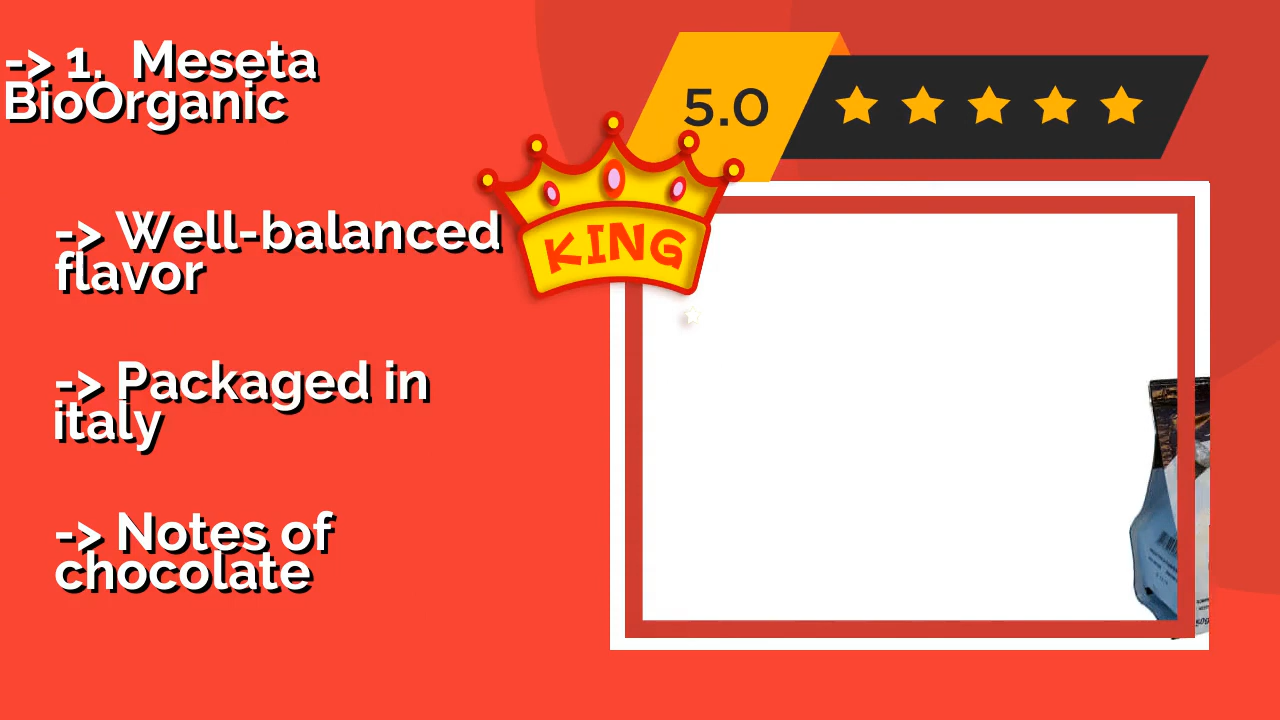 -> 1.  Meseta
BioOrganic
5.0
KING
-> Well-balanced
flavor
-> Packaged in
italy
-> Notes of
chocolate